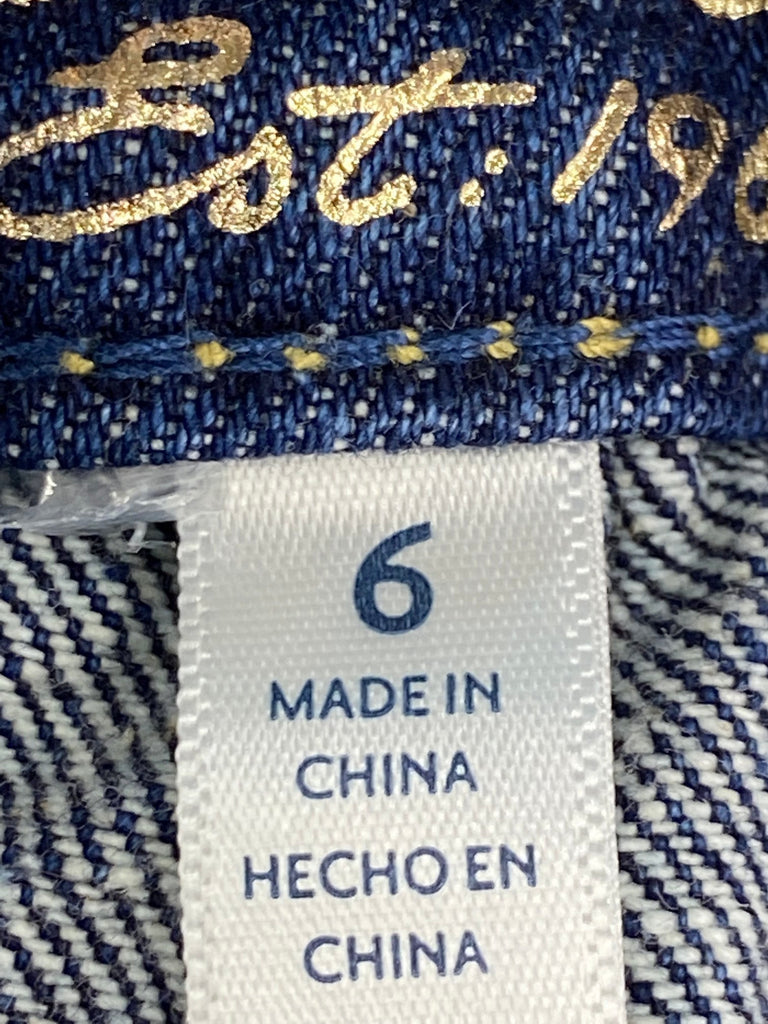 Est. 19
6
MADE IN
CHINA
HECHO EN
CHINA